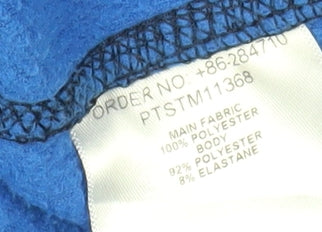 ORDER NO: +86-284710
PTSTM11368
MAIN FABRIC
100% POLYESTER
BODY
92% POLYESTER
8% ELASTANE